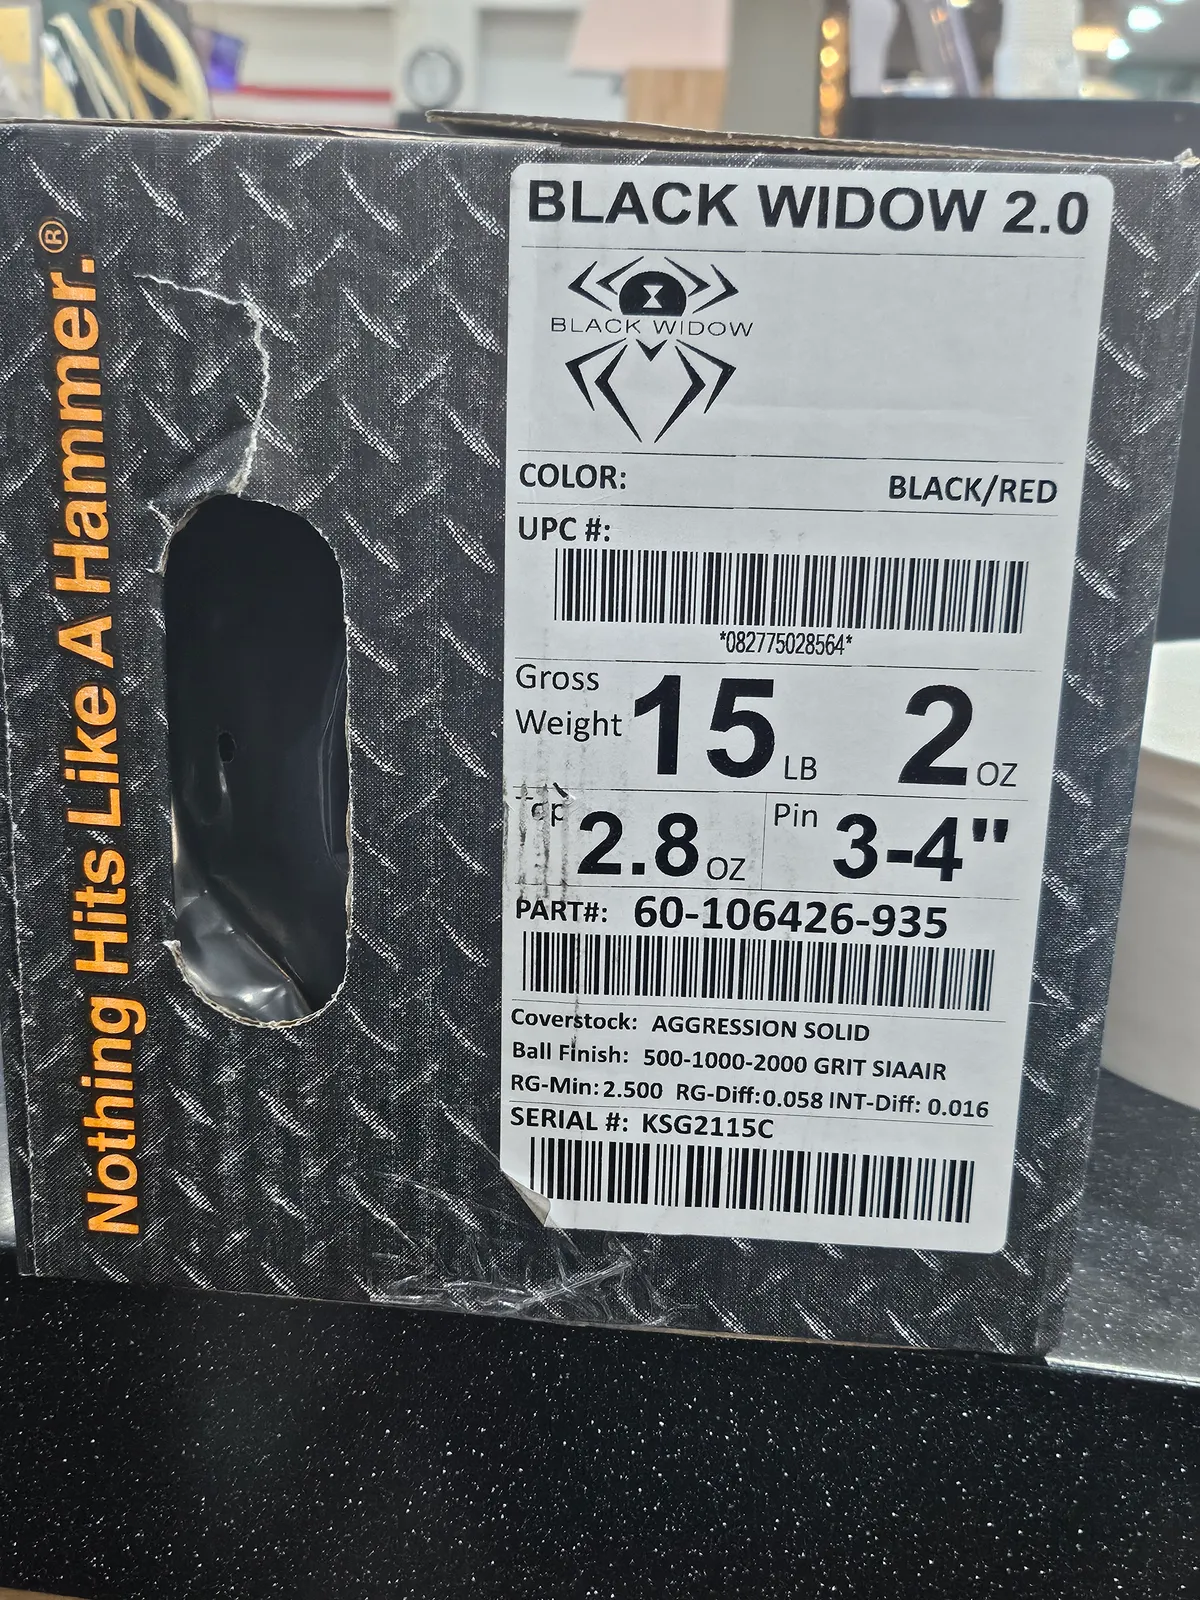 Nothing Hits Like A Hammer.®
BLACK WIDOW 2.0
BLACK WIDOW
COLOR: BLACK/RED
UPC #:
*082775028564*
Gross Weight 15 LB 2 OZ
Top 2.8 OZ Pin 3-4"
PART#: 60-106426-935
Coverstock: AGGRESSION SOLID
Ball Finish: 500-1000-2000 GRIT SIAAIR
RG-Min: 2.500 RG-Diff: 0.058 INT-Diff: 0.016
SERIAL #: KSG2115C